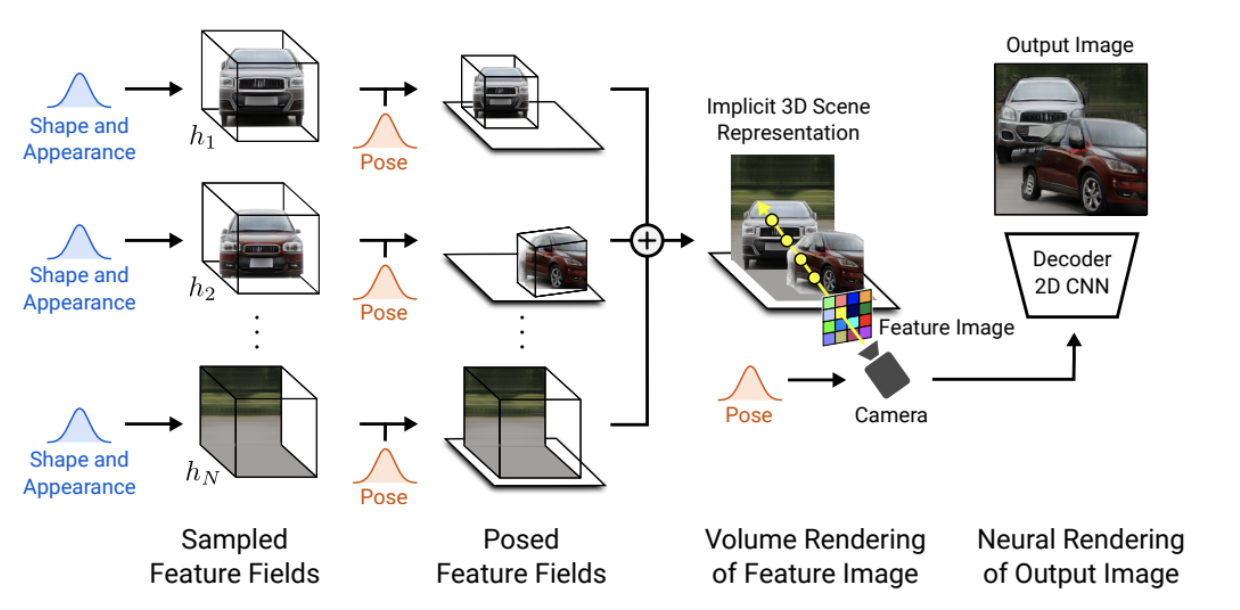 Shape and
Appearance
h₁
Pose
Shape and
Appearance
h₂
Pose
Shape and
Appearance
h_N
Pose
Implicit 3D Scene
Representation
Feature Image
Pose
Camera
Output Image
Decoder
2D CNN
Sampled
Feature Fields
Posed
Feature Fields
Volume Rendering
of Feature Image
Neural Rendering
of Output Image